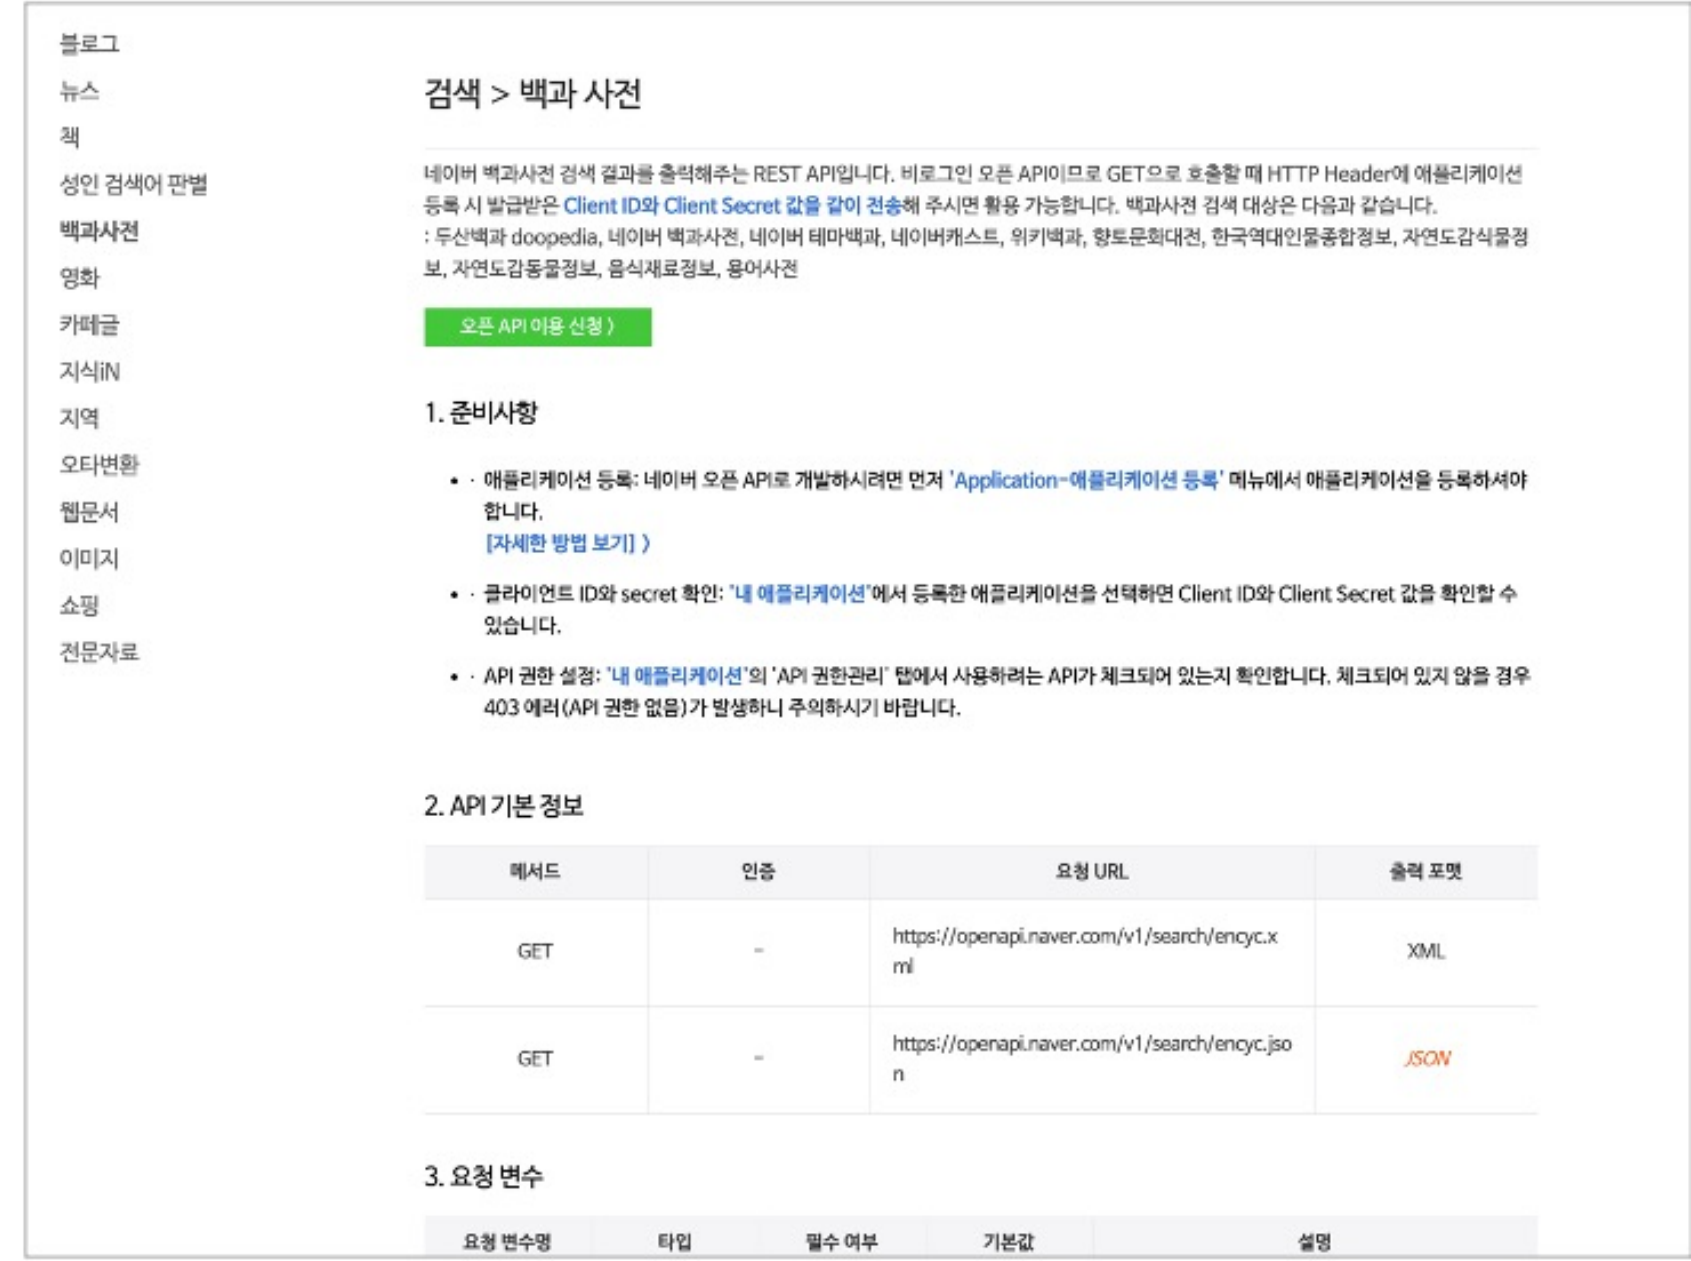 블로그
뉴스
책
성인 검색어 판별
백과사전
영화
카페글
지식iN
지역
오타변환
웹문서
이미지
쇼핑
전문자료
검색 > 백과 사전
네이버 백과사전 검색 결과를 출력해주는 REST API입니다. 비로그인 오픈 API이므로 GET으로 호출할 때 HTTP Header에 애플리케이션
등록 시 발급받은 Client ID와 Client Secret 값을 같이 전송해 주시면 활용 가능합니다. 백과사전 검색 대상은 다음과 같습니다.
: 두산백과 doopedia, 네이버 백과사전, 네이버 테마백과, 네이버캐스트, 위키백과, 향토문화대전, 한국역대인물종합정보, 자연도감식물정
보, 자연도감동물정보, 음식재료정보, 용어사전
오픈 API 이용 신청 〉
1. 준비사항
• · 애플리케이션 등록: 네이버 오픈 API로 개발하시려면 먼저 'Application-애플리케이션 등록' 메뉴에서 애플리케이션을 등록하셔야
합니다.
[자세한 방법 보기] 〉
• · 클라이언트 ID와 secret 확인: '내 애플리케이션'에서 등록한 애플리케이션을 선택하면 Client ID와 Client Secret 값을 확인할 수
있습니다.
• · API 권한 설정: '내 애플리케이션'의 'API 권한관리' 탭에서 사용하려는 API가 체크되어 있는지 확인합니다. 체크되어 있지 않을 경우
403 에러(API 권한 없음)가 발생하니 주의하시기 바랍니다.
2. API 기본 정보
메서드 인증 요청 URL 출력 포맷
GET - https://openapi.naver.com/v1/search/encyc.x
ml XML
GET - https://openapi.naver.com/v1/search/encyc.jso
n JSON
3. 요청 변수
요청 변수명 타입 필수 여부 기본값 설명